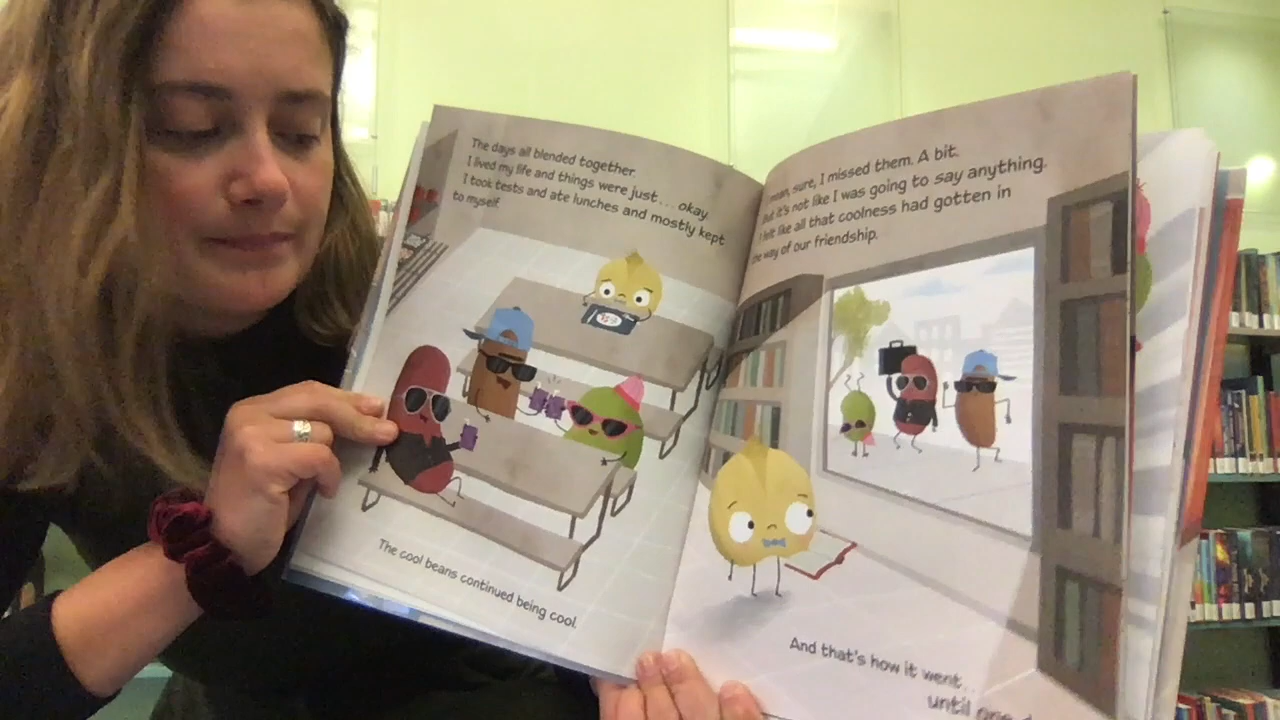 The days all blended together.
I lived my life and things were just... okay.
I took tests and ate lunches and mostly kept
to myself.
The cool beans continued being cool.
mean, sure, I missed them. A bit.
But it's not like I was going to say anything.
I felt like all that coolness had gotten in
the way of our friendship.
And that's how it went...
until one